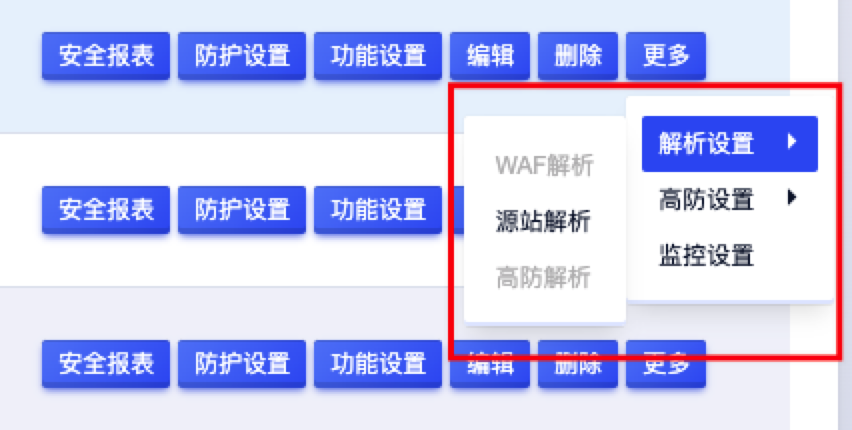 安全报表 防护设置 功能设置 编辑 删除 更多
解析设置
WAF解析
高防设置
源站解析
监控设置
高防解析
安全报表 防护设置 功能设置
安全报表 防护设置 功能设置 编辑 删除 更多